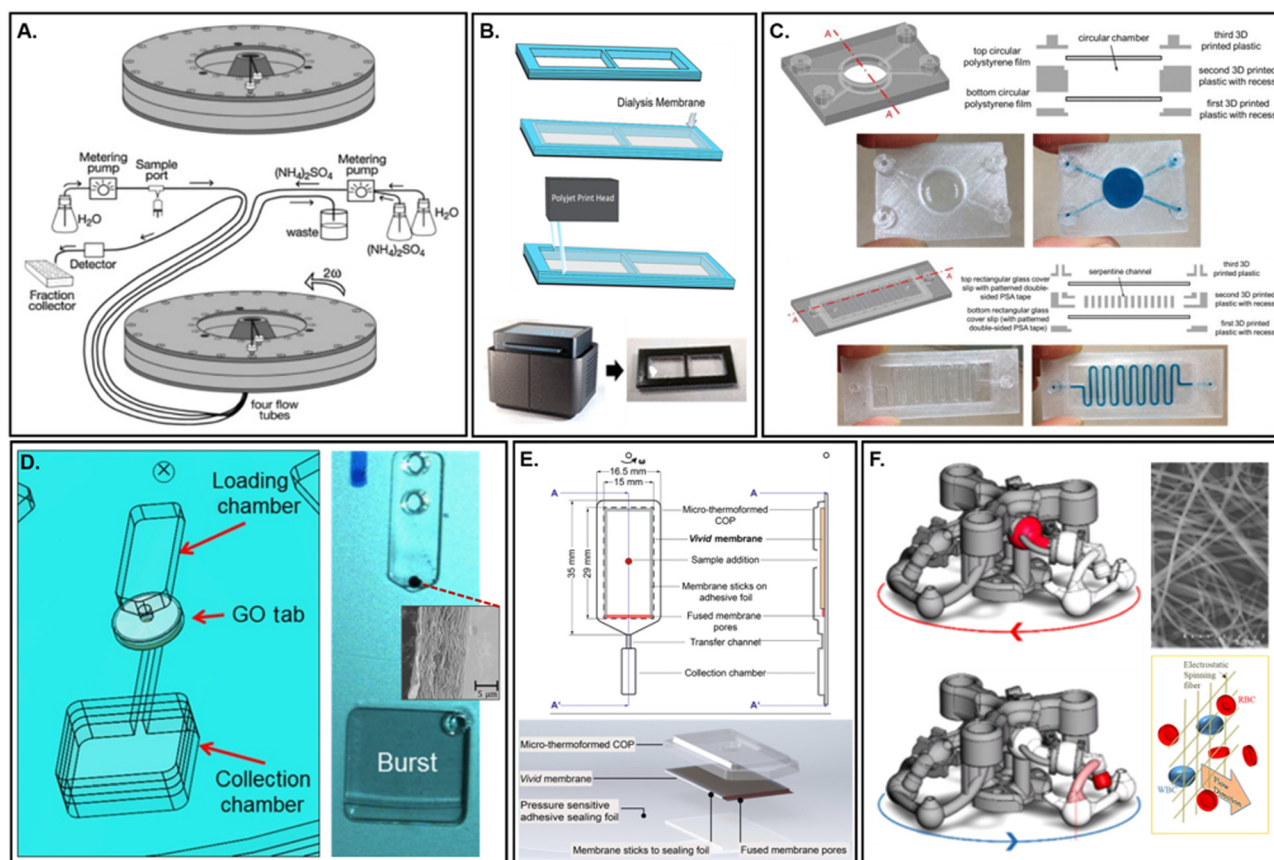 A.
Metering
pump
Sample
port
(NH4)2SO4
Metering
pump
H2O
waste
H2O
(NH4)2SO4
Detector
Fraction
collector
2ω
four flow
tubes
B.
Dialysis Membrane
Polyjet Print Head
C.
A
A
top circular
polystyrene film
bottom circular
polystyrene film
circular chamber
third 3D
printed plastic
second 3D printed
plastic with recess
first 3D printed
plastic with recess
top rectangular glass cover
slip with patterned double-
sided PSA tape
bottom rectangular glass
cover slip (with patterned
double-sided PSA tape)
A
A
serpentine channel
third 3D
printed plastic
second 3D printed
plastic with recess
first 3D printed
plastic with recess
D.
Loading
chamber
GO tab
Collection
chamber
5 μm
Burst
E.
ω
16.5 mm
15 mm
35 mm
29 mm
A
A
Micro-thermoformed
COP
Vivid membrane
Sample addition
Membrane sticks on
adhesive foil
Fused membrane
pores
Transfer channel
Collection chamber
A'
A'
Micro-thermoformed COP
Vivid membrane
Pressure sensitive
adhesive sealing foil
Membrane sticks to sealing foil
Fused membrane pores
F.
Electrostatic
Spinning
fiber
RBC
WBC
Flow
Direction